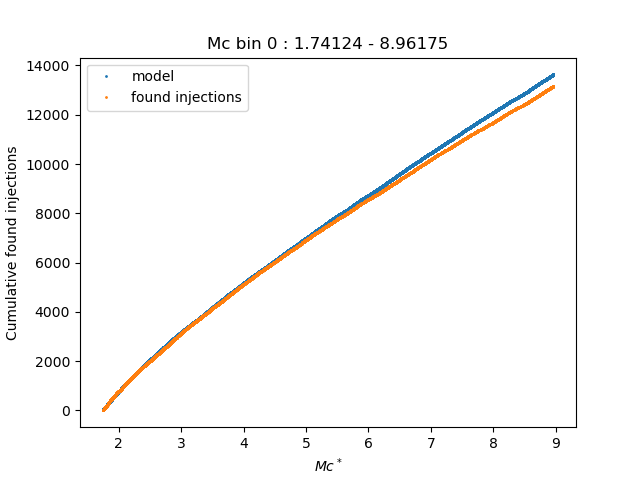 Mc bin 0 : 1.74124 - 8.96175
model
found injections
Cumulative found injections
14000
12000
10000
8000
6000
4000
2000
0
2 3 4 5 6 7 8 9
Mc*